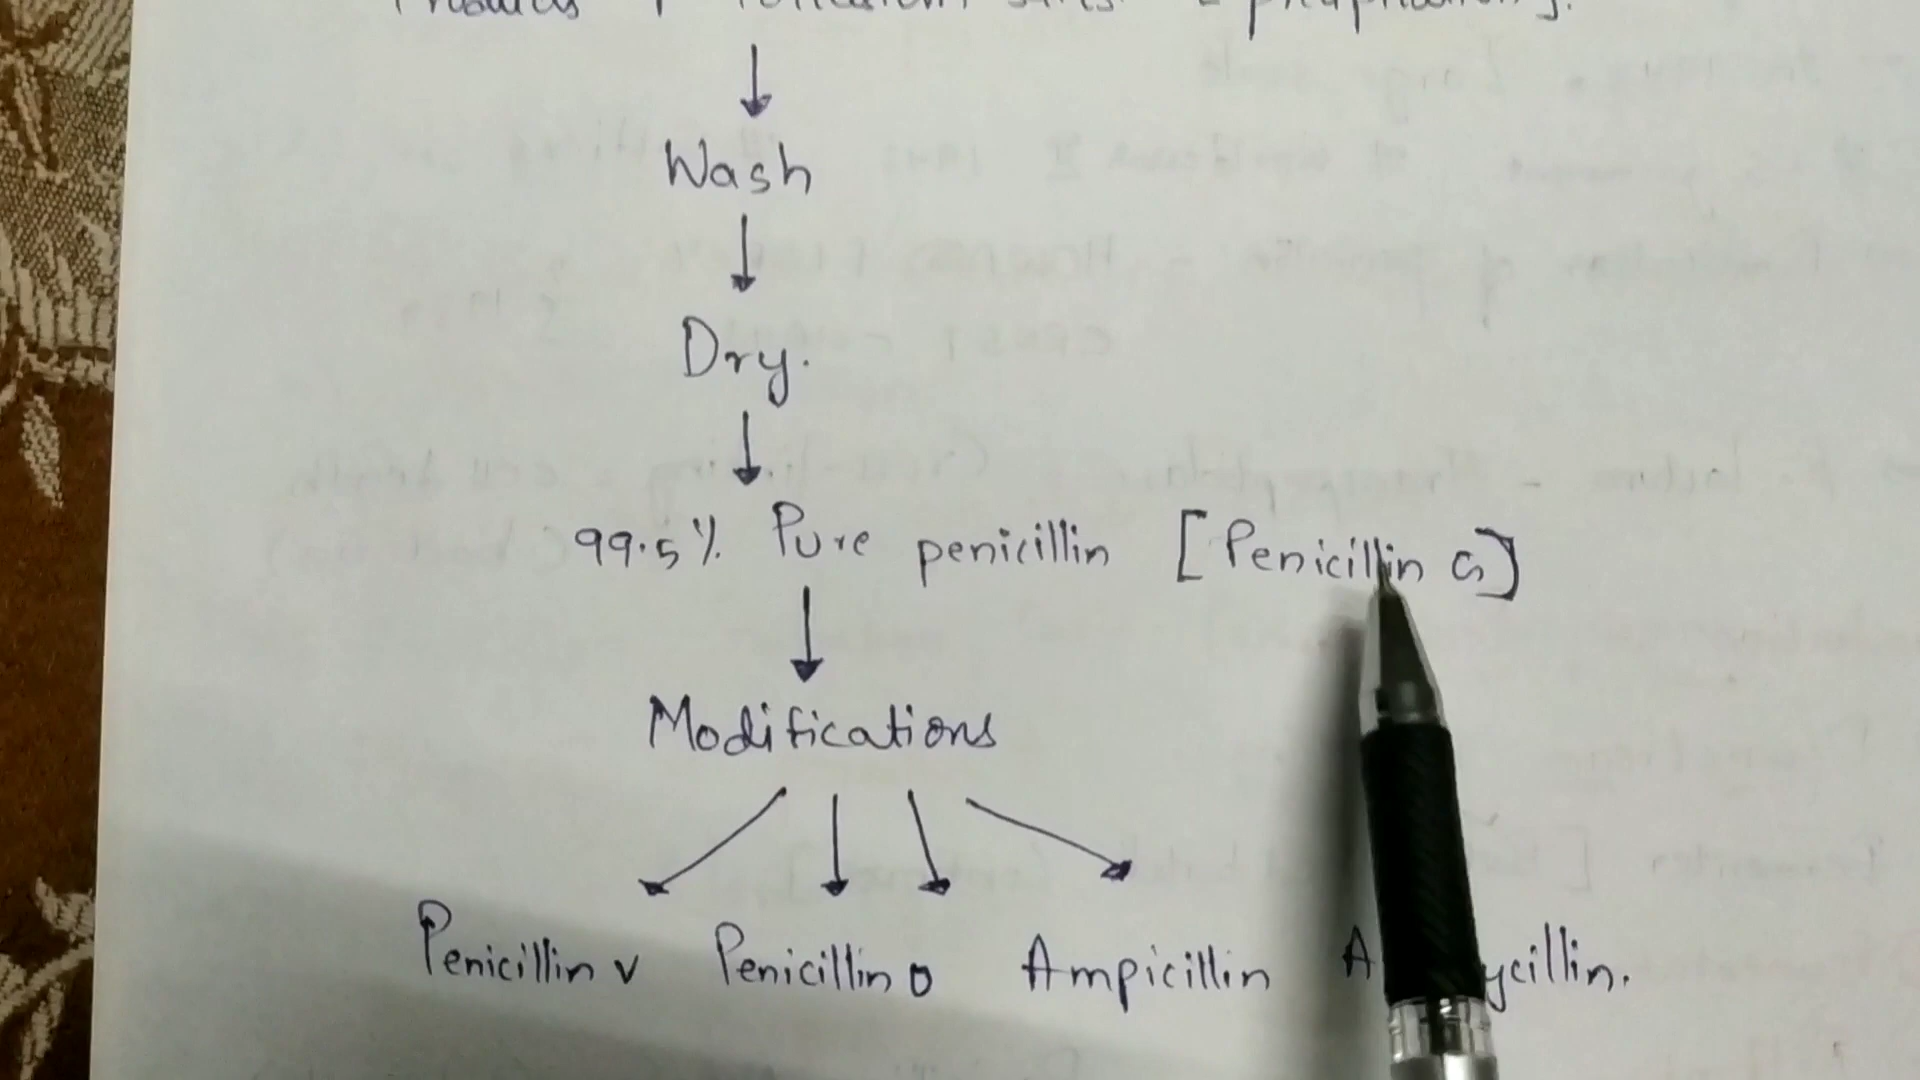 Wash
Dry.
99.5% Pure penicillin [Penicillin G]
Modifications
Penicillin V Penicillin O Ampicillin